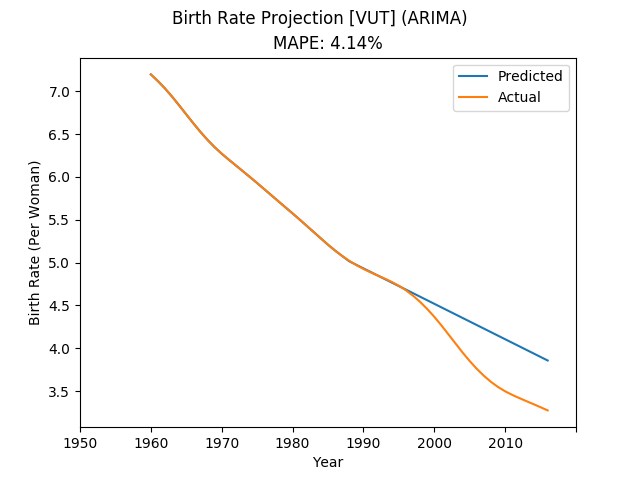 Birth Rate Projection [VUT] (ARIMA)
MAPE: 4.14%
Predicted
Actual
7.0
6.5
6.0
5.5
5.0
4.5
4.0
3.5
Birth Rate (Per Woman)
1950
1960
1970
1980
1990
2000
2010
Year